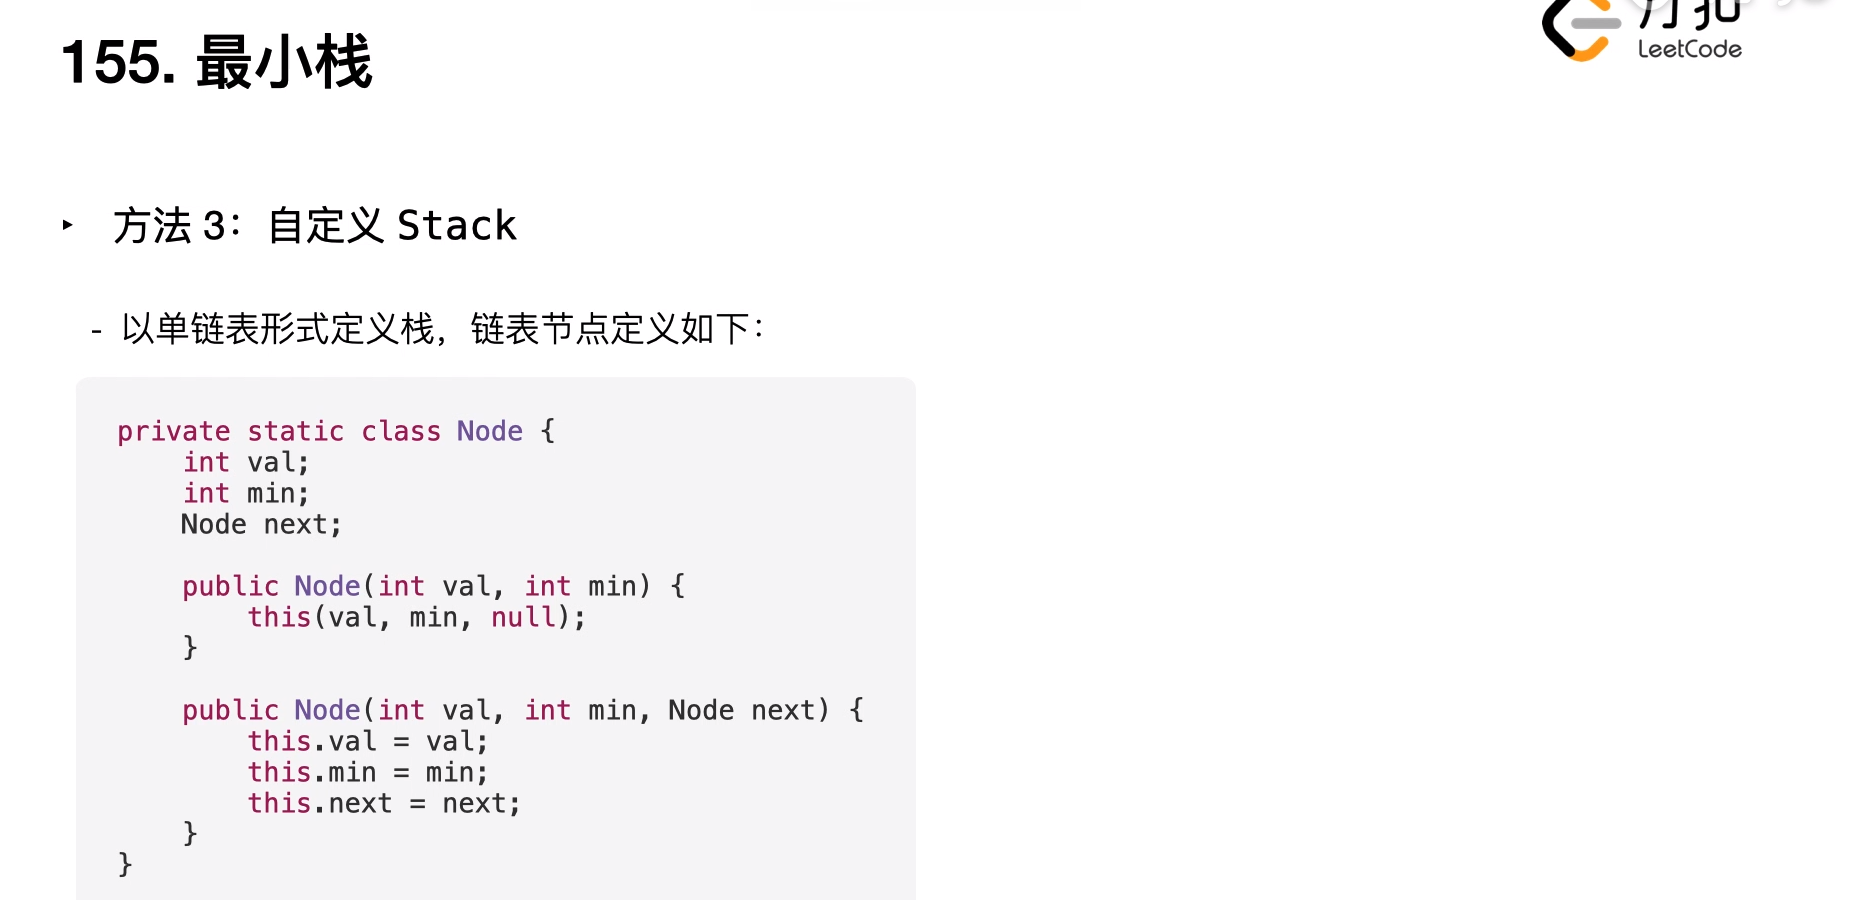 155. 最小栈
力扣
LeetCode
‣ 方法 3：自定义 Stack
- 以单链表形式定义栈，链表节点定义如下：
private static class Node {
    int val;
    int min;
    Node next;
    public Node(int val, int min) {
        this(val, min, null);
    }
    public Node(int val, int min, Node next) {
        this.val = val;
        this.min = min;
        this.next = next;
    }
}